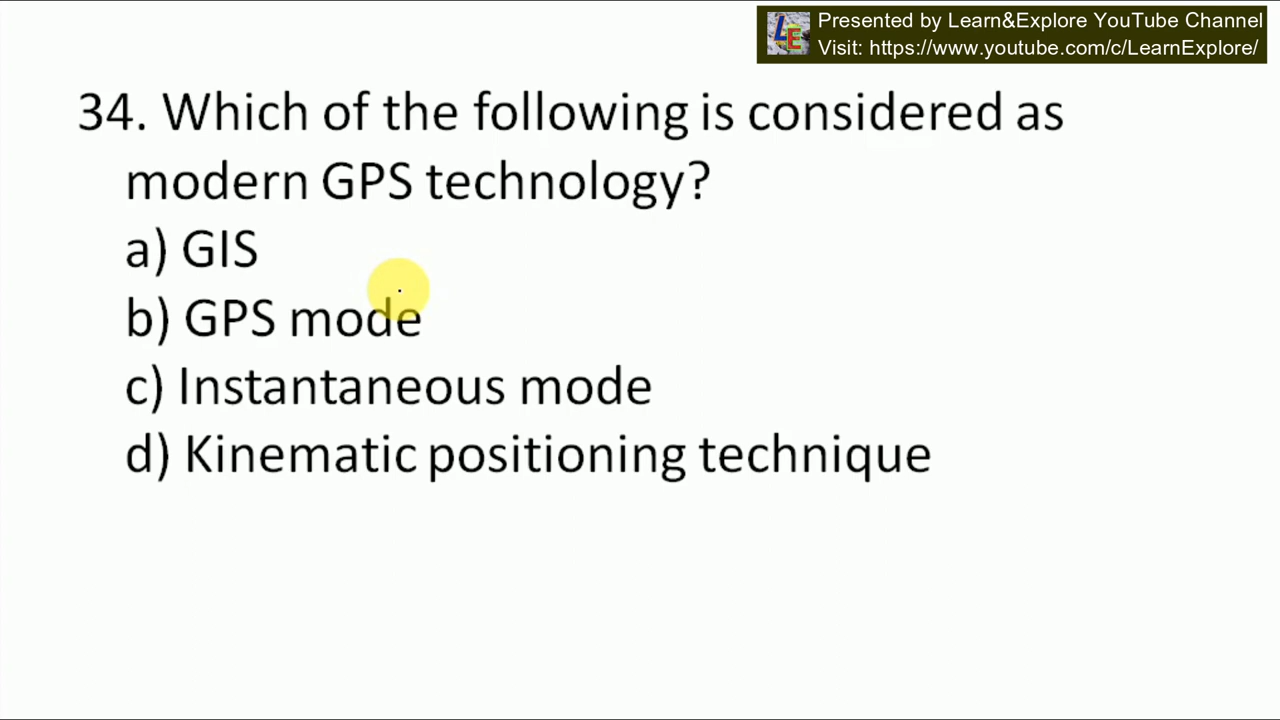 Presented by Learn&Explore YouTube Channel
Visit: https://www.youtube.com/c/LearnExplore/
LE
34. Which of the following is considered as
modern GPS technology?
a) GIS
b) GPS mode
c) Instantaneous mode
d) Kinematic positioning technique